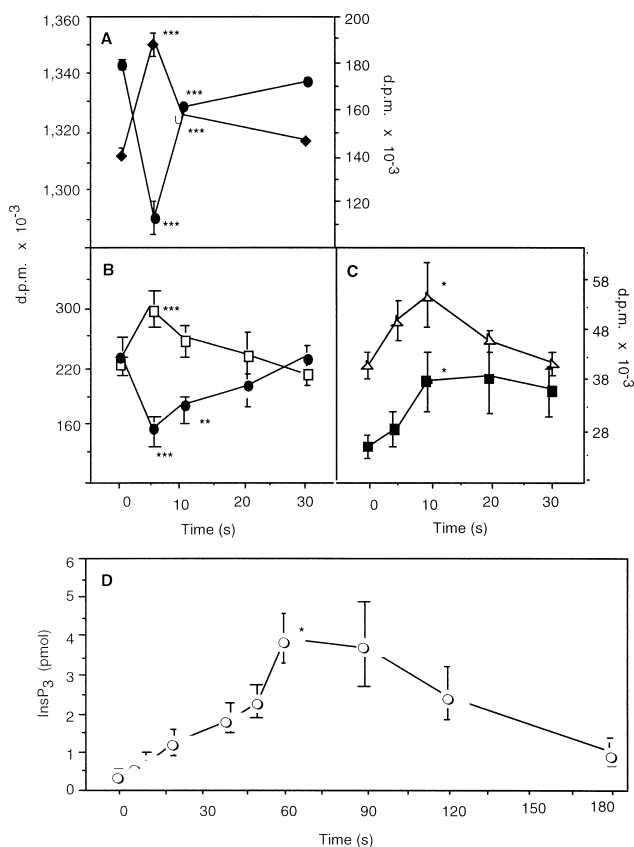 A
1,360
1,340
1,320
1,300
200
180
160
140
120
d.p.m. x 10-3
d.p.m. x 10-3
***
***
***
***
B
300
220
160
***
**
***
0 10 20 30
Time (s)
C
58
48
38
28
d.p.m. x 10-3
*
*
0 10 20 30
Time (s)
D
6
5
4
3
2
1
0
InsP3 (pmol)
*
0 30 60 90 120 150 180
Time (s)